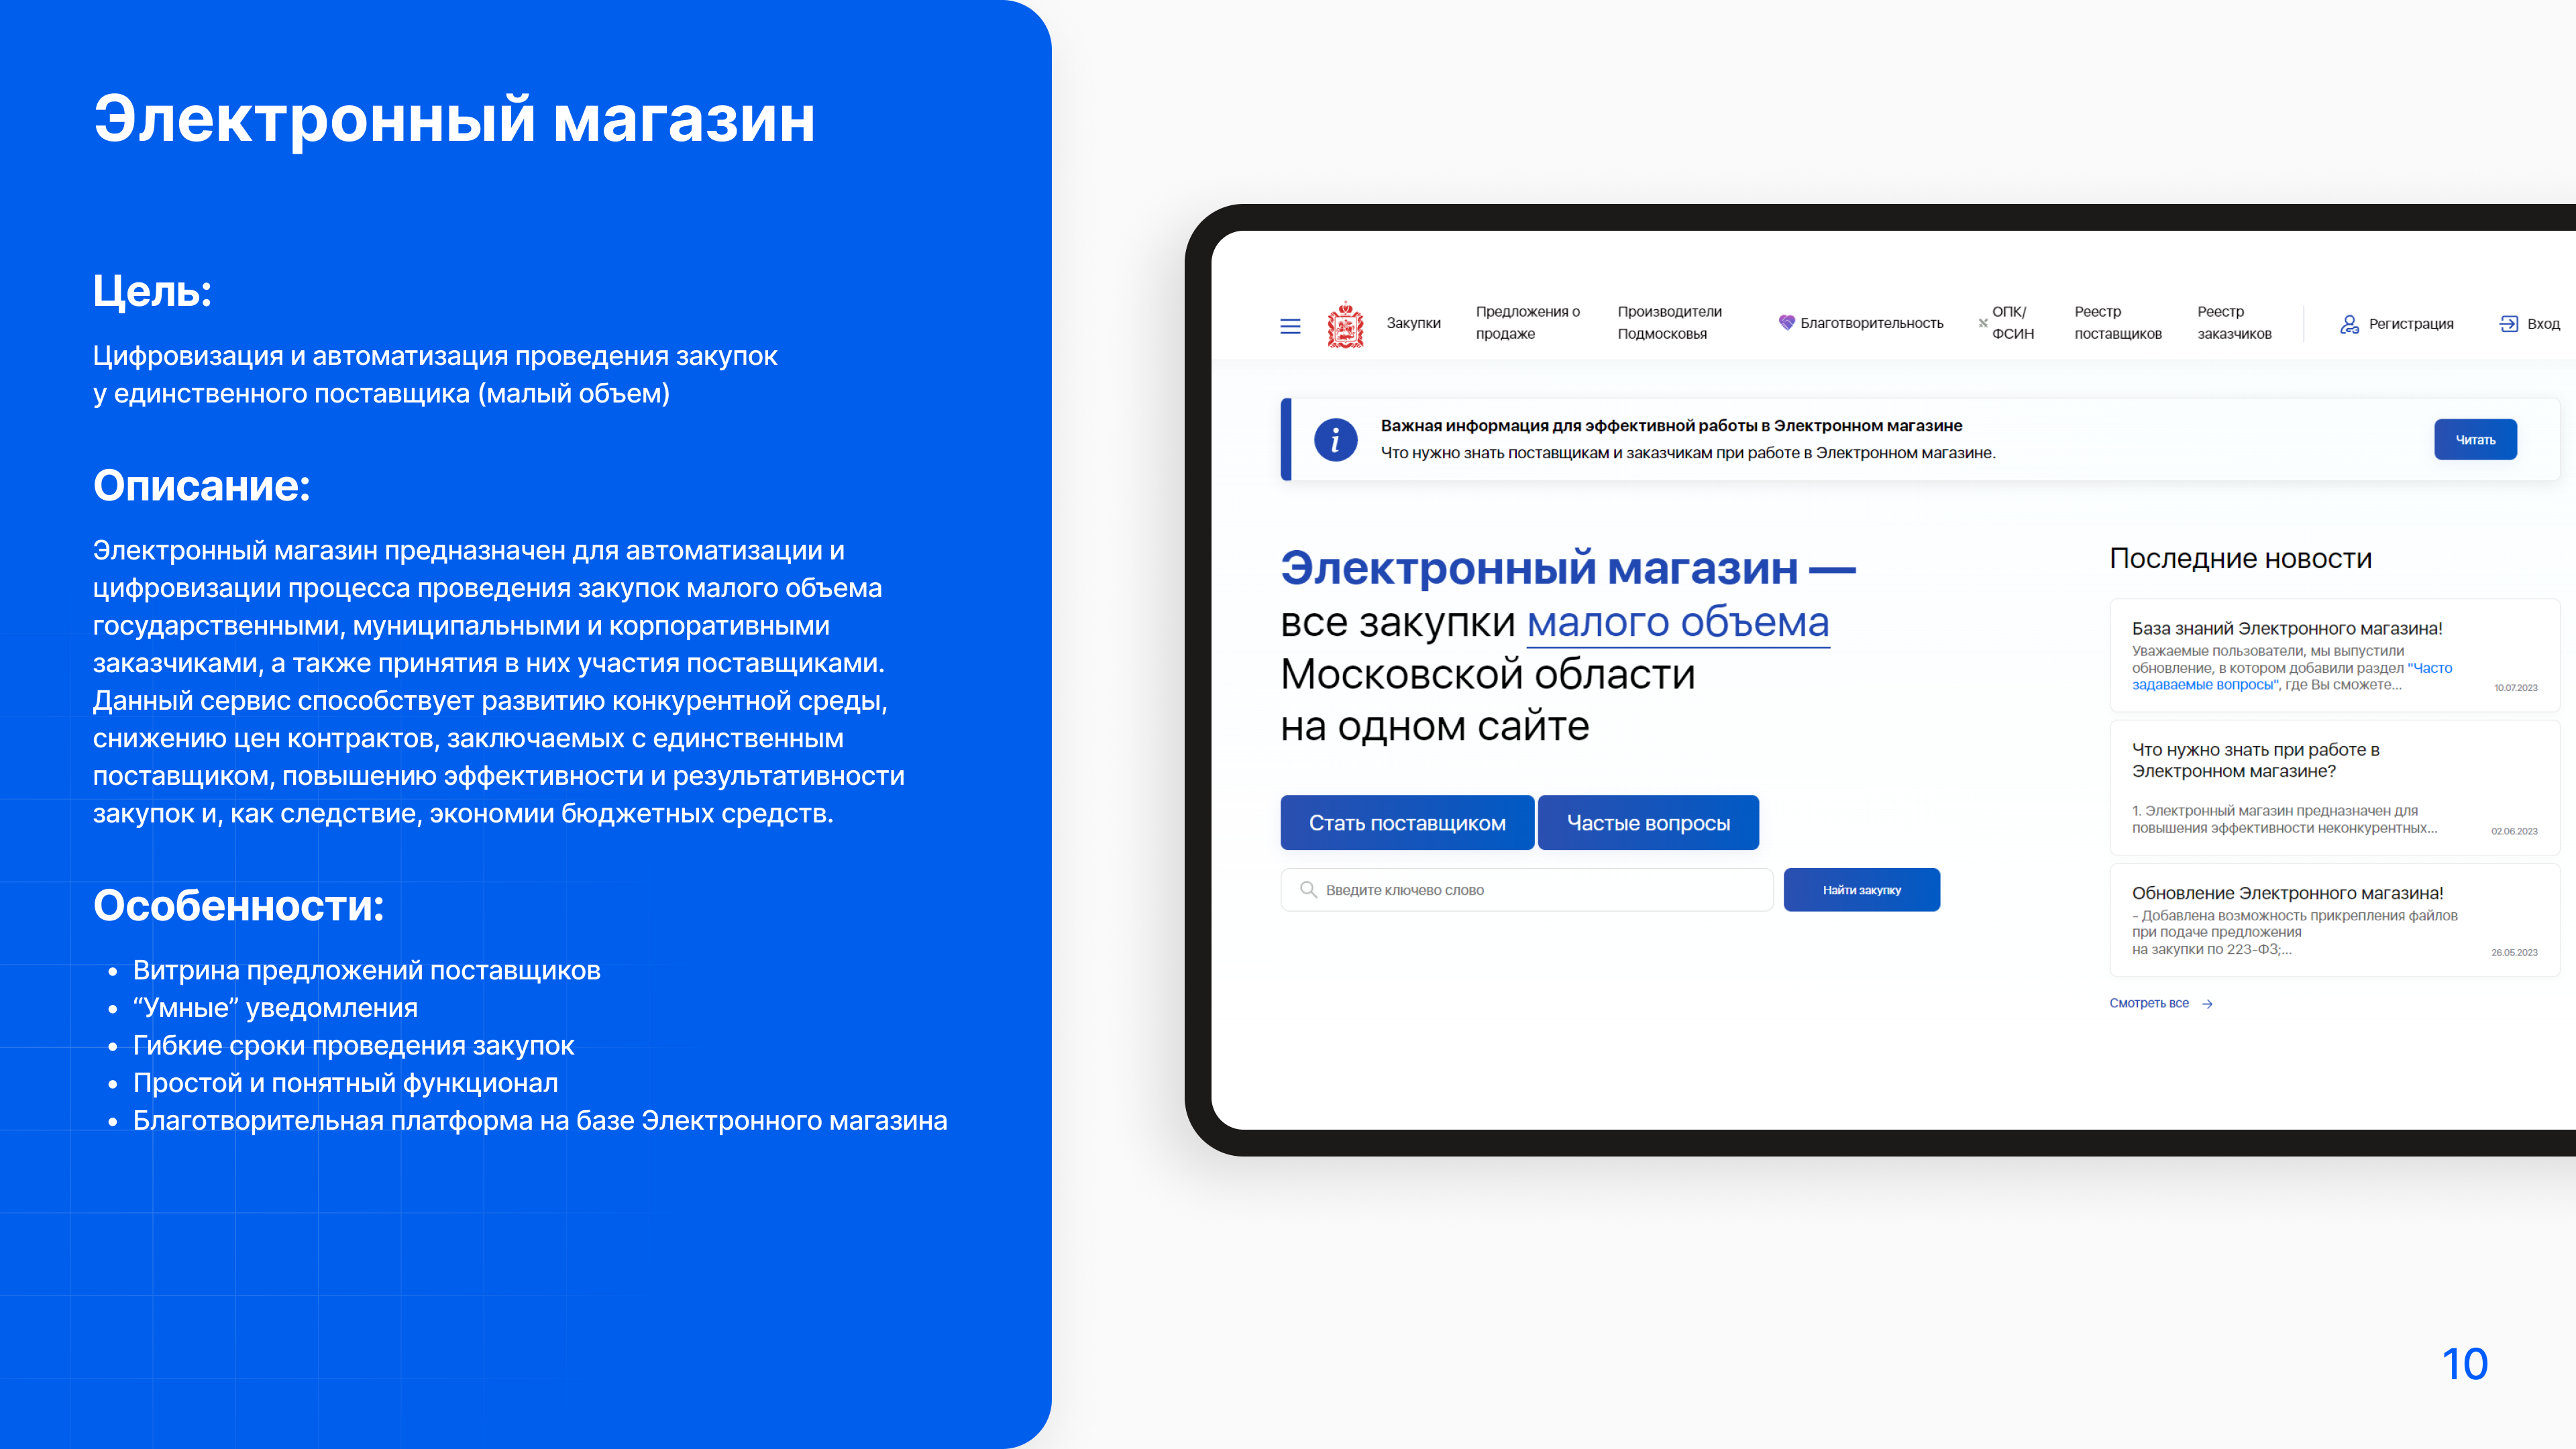 Электронный магазин
Цель:
Цифровизация и автоматизация проведения закупок
у единственного поставщика (малый объем)
Описание:
Электронный магазин предназначен для автоматизации и
цифровизации процесса проведения закупок малого объема
государственными, муниципальными и корпоративными
заказчиками, а также принятия в них участия поставщиками.
Данный сервис способствует развитию конкурентной среды,
снижению цен контрактов, заключаемых с единственным
поставщиком, повышению эффективности и результативности
закупок и, как следствие, экономии бюджетных средств.
Особенности:
• Витрина предложений поставщиков
• “Умные” уведомления
• Гибкие сроки проведения закупок
• Простой и понятный функционал
• Благотворительная платформа на базе Электронного магазина
Закупки
Предложения о
продаже
Производители
Подмосковья
Благотворительность
ОПК/
ФСИН
Реестр
поставщиков
Реестр
заказчиков
Регистрация
Вход
Важная информация для эффективной работы в Электронном магазине
Что нужно знать поставщикам и заказчикам при работе в Электронном магазине.
Читать
Электронный магазин —
все закупки малого объема
Московской области
на одном сайте
Стать поставщиком
Частые вопросы
Введите ключево слово
Найти закупку
Последние новости
База знаний Электронного магазина!
Уважаемые пользователи, мы выпустили
обновление, в котором добавили раздел "Часто
задаваемые вопросы", где Вы сможете...
10.07.2023
Что нужно знать при работе в
Электронном магазине?
1. Электронный магазин предназначен для
повышения эффективности неконкурентных...
02.06.2023
Обновление Электронного магазина!
- Добавлена возможность прикрепления файлов
при подаче предложения
на закупки по 223-ФЗ;...
26.05.2023
Смотреть все →
10